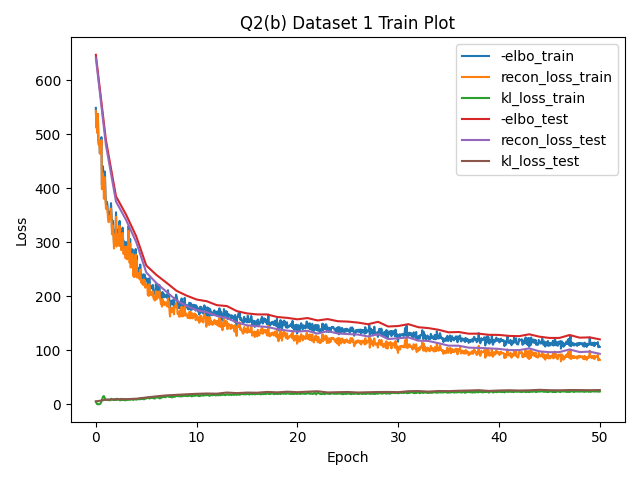 Q2(b) Dataset 1 Train Plot
-elbo_train
recon_loss_train
kl_loss_train
-elbo_test
recon_loss_test
kl_loss_test
Loss
600
500
400
300
200
100
0
0 10 20 30 40 50
Epoch